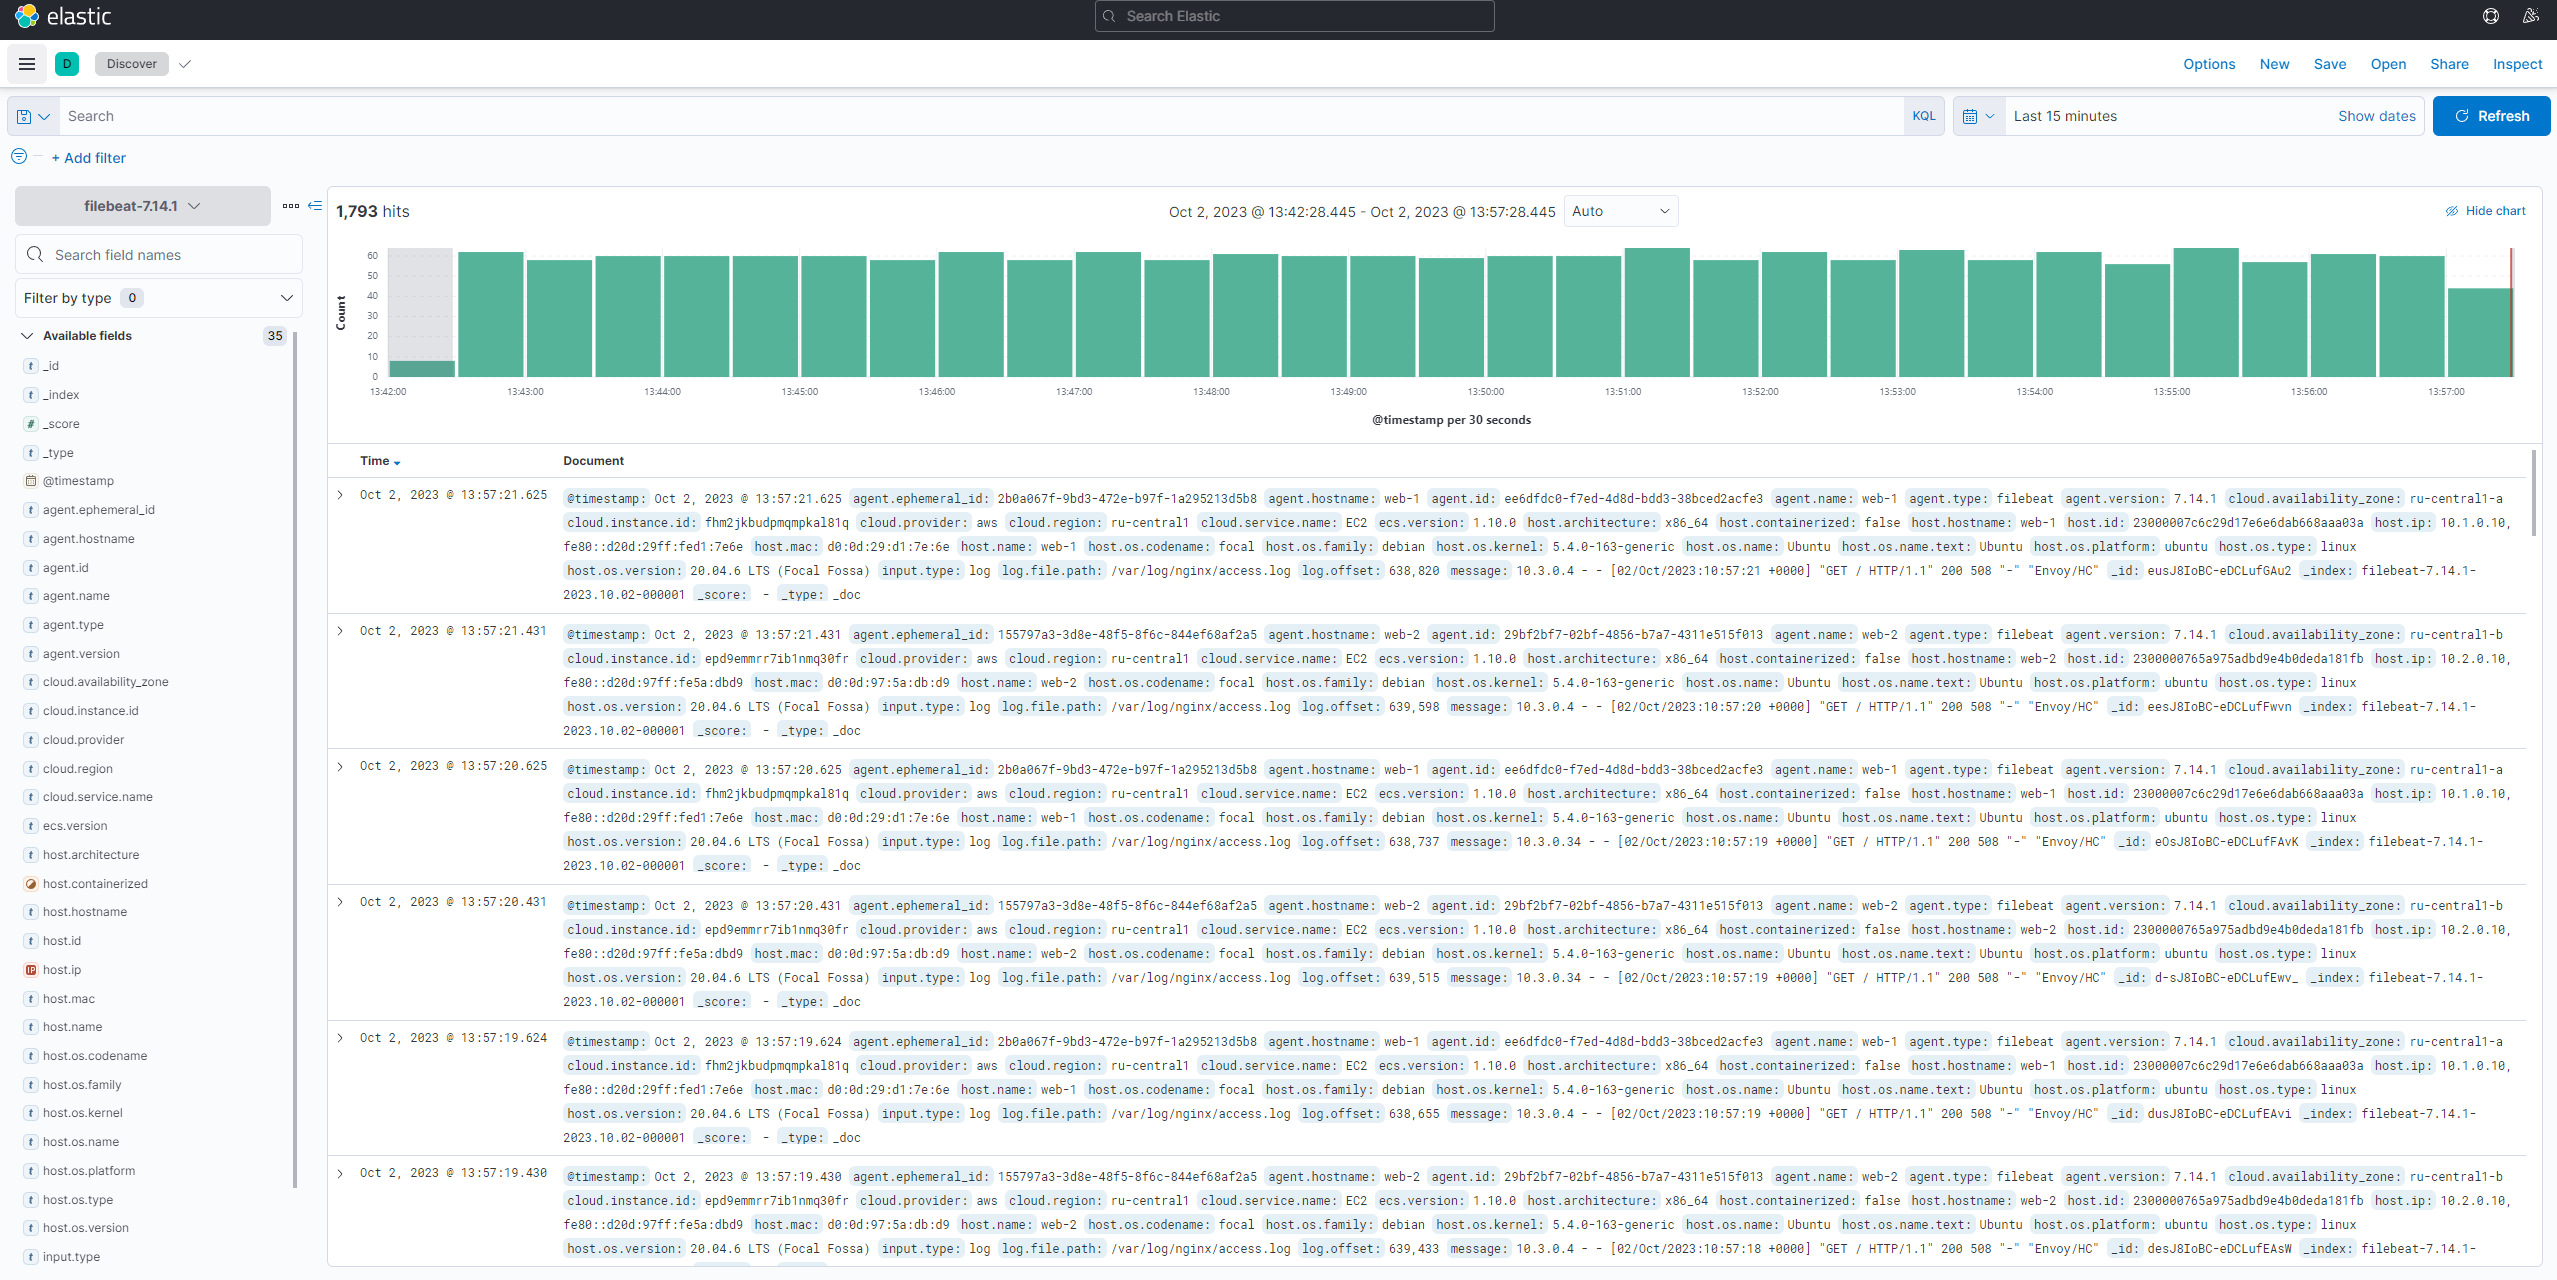 elastic
Search Elastic
D Discover
Options New Save Open Share Inspect
Search KQL Last 15 minutes Show dates Refresh
+ Add filter
filebeat-7.14.1
Search field names
Filter by type 0
Available fields 35
t _id
t _index
# _score
t _type
@timestamp
t agent.ephemeral_id
t agent.hostname
t agent.id
t agent.name
t agent.type
t agent.version
t cloud.availability_zone
t cloud.instance.id
t cloud.provider
t cloud.region
t cloud.service.name
t ecs.version
t host.architecture
host.containerized
t host.hostname
t host.id
IP host.ip
t host.mac
t host.name
t host.os.codename
t host.os.family
t host.os.kernel
t host.os.name
t host.os.platform
t host.os.type
t host.os.version
t input.type
1,793 hits
Oct 2, 2023 @ 13:42:28.445 - Oct 2, 2023 @ 13:57:28.445 Auto
Hide chart
Count
60
50
40
30
20
10
0
13:42:00 13:43:00 13:44:00 13:45:00 13:46:00 13:47:00 13:48:00 13:49:00 13:50:00 13:51:00 13:52:00 13:53:00 13:54:00 13:55:00 13:56:00 13:57:00
@timestamp per 30 seconds
Time Document
Oct 2, 2023 @ 13:57:21.625 @timestamp: Oct 2, 2023 @ 13:57:21.625 agent.ephemeral_id: 2b0a067f-9bd3-472e-b97f-1a295213d5b8 agent.hostname: web-1 agent.id: ee6dfdc0-f7ed-4d8d-bdd3-38bced2acfe3 agent.name: web-1 agent.type: filebeat agent.version: 7.14.1 cloud.availability_zone: ru-central1-a
cloud.instance.id: fhm2jkbudpmqmpkal81q cloud.provider: aws cloud.region: ru-central1 cloud.service.name: EC2 ecs.version: 1.10.0 host.architecture: x86_64 host.containerized: false host.hostname: web-1 host.id: 23000007c6c29d17e6e6dab668aaa03a host.ip: 10.1.0.10,
fe80::d20d:29ff:fed1:7e6e host.mac: d0:0d:29:d1:7e:6e host.name: web-1 host.os.codename: focal host.os.family: debian host.os.kernel: 5.4.0-163-generic host.os.name: Ubuntu host.os.name.text: Ubuntu host.os.platform: ubuntu host.os.type: linux
host.os.version: 20.04.6 LTS (Focal Fossa) input.type: log log.file.path: /var/log/nginx/access.log log.offset: 638,820 message: 10.3.0.4 - - [02/Oct/2023:10:57:21 +0000] "GET / HTTP/1.1" 200 508 "-" "Envoy/HC" _id: eusJ8IoBC-eDCLufGAu2 _index: filebeat-7.14.1-
2023.10.02-000001 _score: - _type: _doc
Oct 2, 2023 @ 13:57:21.431 @timestamp: Oct 2, 2023 @ 13:57:21.431 agent.ephemeral_id: 155797a3-3d8e-48f5-8f6c-844ef68af2a5 agent.hostname: web-2 agent.id: 29bf2bf7-02bf-4856-b7a7-4311e515f013 agent.name: web-2 agent.type: filebeat agent.version: 7.14.1 cloud.availability_zone: ru-central1-b
cloud.instance.id: epd9emmrr7ib1nmq30fr cloud.provider: aws cloud.region: ru-central1 cloud.service.name: EC2 ecs.version: 1.10.0 host.architecture: x86_64 host.containerized: false host.hostname: web-2 host.id: 2300000765a975adbd9e4b0deda181fb host.ip: 10.2.0.10,
fe80::d20d:97ff:fe5a:dbd9 host.mac: d0:0d:97:5a:db:d9 host.name: web-2 host.os.codename: focal host.os.family: debian host.os.kernel: 5.4.0-163-generic host.os.name: Ubuntu host.os.name.text: Ubuntu host.os.platform: ubuntu host.os.type: linux
host.os.version: 20.04.6 LTS (Focal Fossa) input.type: log log.file.path: /var/log/nginx/access.log log.offset: 639,598 message: 10.3.0.4 - - [02/Oct/2023:10:57:20 +0000] "GET / HTTP/1.1" 200 508 "-" "Envoy/HC" _id: eesJ8IoBC-eDCLufFwvn _index: filebeat-7.14.1-
2023.10.02-000001 _score: - _type: _doc
Oct 2, 2023 @ 13:57:20.625 @timestamp: Oct 2, 2023 @ 13:57:20.625 agent.ephemeral_id: 2b0a067f-9bd3-472e-b97f-1a295213d5b8 agent.hostname: web-1 agent.id: ee6dfdc0-f7ed-4d8d-bdd3-38bced2acfe3 agent.name: web-1 agent.type: filebeat agent.version: 7.14.1 cloud.availability_zone: ru-central1-a
cloud.instance.id: fhm2jkbudpmqmpkal81q cloud.provider: aws cloud.region: ru-central1 cloud.service.name: EC2 ecs.version: 1.10.0 host.architecture: x86_64 host.containerized: false host.hostname: web-1 host.id: 23000007c6c29d17e6e6dab668aaa03a host.ip: 10.1.0.10,
fe80::d20d:29ff:fed1:7e6e host.mac: d0:0d:29:d1:7e:6e host.name: web-1 host.os.codename: focal host.os.family: debian host.os.kernel: 5.4.0-163-generic host.os.name: Ubuntu host.os.name.text: Ubuntu host.os.platform: ubuntu host.os.type: linux
host.os.version: 20.04.6 LTS (Focal Fossa) input.type: log log.file.path: /var/log/nginx/access.log log.offset: 638,737 message: 10.3.0.34 - - [02/Oct/2023:10:57:19 +0000] "GET / HTTP/1.1" 200 508 "-" "Envoy/HC" _id: eOsJ8IoBC-eDCLufFAvK _index: filebeat-7.14.1-
2023.10.02-000001 _score: - _type: _doc
Oct 2, 2023 @ 13:57:20.431 @timestamp: Oct 2, 2023 @ 13:57:20.431 agent.ephemeral_id: 155797a3-3d8e-48f5-8f6c-844ef68af2a5 agent.hostname: web-2 agent.id: 29bf2bf7-02bf-4856-b7a7-4311e515f013 agent.name: web-2 agent.type: filebeat agent.version: 7.14.1 cloud.availability_zone: ru-central1-b
cloud.instance.id: epd9emmrr7ib1nmq30fr cloud.provider: aws cloud.region: ru-central1 cloud.service.name: EC2 ecs.version: 1.10.0 host.architecture: x86_64 host.containerized: false host.hostname: web-2 host.id: 2300000765a975adbd9e4b0deda181fb host.ip: 10.2.0.10,
fe80::d20d:97ff:fe5a:dbd9 host.mac: d0:0d:97:5a:db:d9 host.name: web-2 host.os.codename: focal host.os.family: debian host.os.kernel: 5.4.0-163-generic host.os.name: Ubuntu host.os.name.text: Ubuntu host.os.platform: ubuntu host.os.type: linux
host.os.version: 20.04.6 LTS (Focal Fossa) input.type: log log.file.path: /var/log/nginx/access.log log.offset: 639,515 message: 10.3.0.34 - - [02/Oct/2023:10:57:19 +0000] "GET / HTTP/1.1" 200 508 "-" "Envoy/HC" _id: d-sJ8IoBC-eDCLufEwv_ _index: filebeat-7.14.1-
2023.10.02-000001 _score: - _type: _doc
Oct 2, 2023 @ 13:57:19.624 @timestamp: Oct 2, 2023 @ 13:57:19.624 agent.ephemeral_id: 2b0a067f-9bd3-472e-b97f-1a295213d5b8 agent.hostname: web-1 agent.id: ee6dfdc0-f7ed-4d8d-bdd3-38bced2acfe3 agent.name: web-1 agent.type: filebeat agent.version: 7.14.1 cloud.availability_zone: ru-central1-a
cloud.instance.id: fhm2jkbudpmqmpkal81q cloud.provider: aws cloud.region: ru-central1 cloud.service.name: EC2 ecs.version: 1.10.0 host.architecture: x86_64 host.containerized: false host.hostname: web-1 host.id: 23000007c6c29d17e6e6dab668aaa03a host.ip: 10.1.0.10,
fe80::d20d:29ff:fed1:7e6e host.mac: d0:0d:29:d1:7e:6e host.name: web-1 host.os.codename: focal host.os.family: debian host.os.kernel: 5.4.0-163-generic host.os.name: Ubuntu host.os.name.text: Ubuntu host.os.platform: ubuntu host.os.type: linux
host.os.version: 20.04.6 LTS (Focal Fossa) input.type: log log.file.path: /var/log/nginx/access.log log.offset: 638,655 message: 10.3.0.4 - - [02/Oct/2023:10:57:19 +0000] "GET / HTTP/1.1" 200 508 "-" "Envoy/HC" _id: dusJ8IoBC-eDCLufEAvi _index: filebeat-7.14.1-
2023.10.02-000001 _score: - _type: _doc
Oct 2, 2023 @ 13:57:19.430 @timestamp: Oct 2, 2023 @ 13:57:19.430 agent.ephemeral_id: 155797a3-3d8e-48f5-8f6c-844ef68af2a5 agent.hostname: web-2 agent.id: 29bf2bf7-02bf-4856-b7a7-4311e515f013 agent.name: web-2 agent.type: filebeat agent.version: 7.14.1 cloud.availability_zone: ru-central1-b
cloud.instance.id: epd9emmrr7ib1nmq30fr cloud.provider: aws cloud.region: ru-central1 cloud.service.name: EC2 ecs.version: 1.10.0 host.architecture: x86_64 host.containerized: false host.hostname: web-2 host.id: 2300000765a975adbd9e4b0deda181fb host.ip: 10.2.0.10,
fe80::d20d:97ff:fe5a:dbd9 host.mac: d0:0d:97:5a:db:d9 host.name: web-2 host.os.codename: focal host.os.family: debian host.os.kernel: 5.4.0-163-generic host.os.name: Ubuntu host.os.name.text: Ubuntu host.os.platform: ubuntu host.os.type: linux
host.os.version: 20.04.6 LTS (Focal Fossa) input.type: log log.file.path: /var/log/nginx/access.log log.offset: 639,433 message: 10.3.0.4 - - [02/Oct/2023:10:57:18 +0000] "GET / HTTP/1.1" 200 508 "-" "Envoy/HC" _id: desJ8IoBC-eDCLufEAsW _index: filebeat-7.14.1-